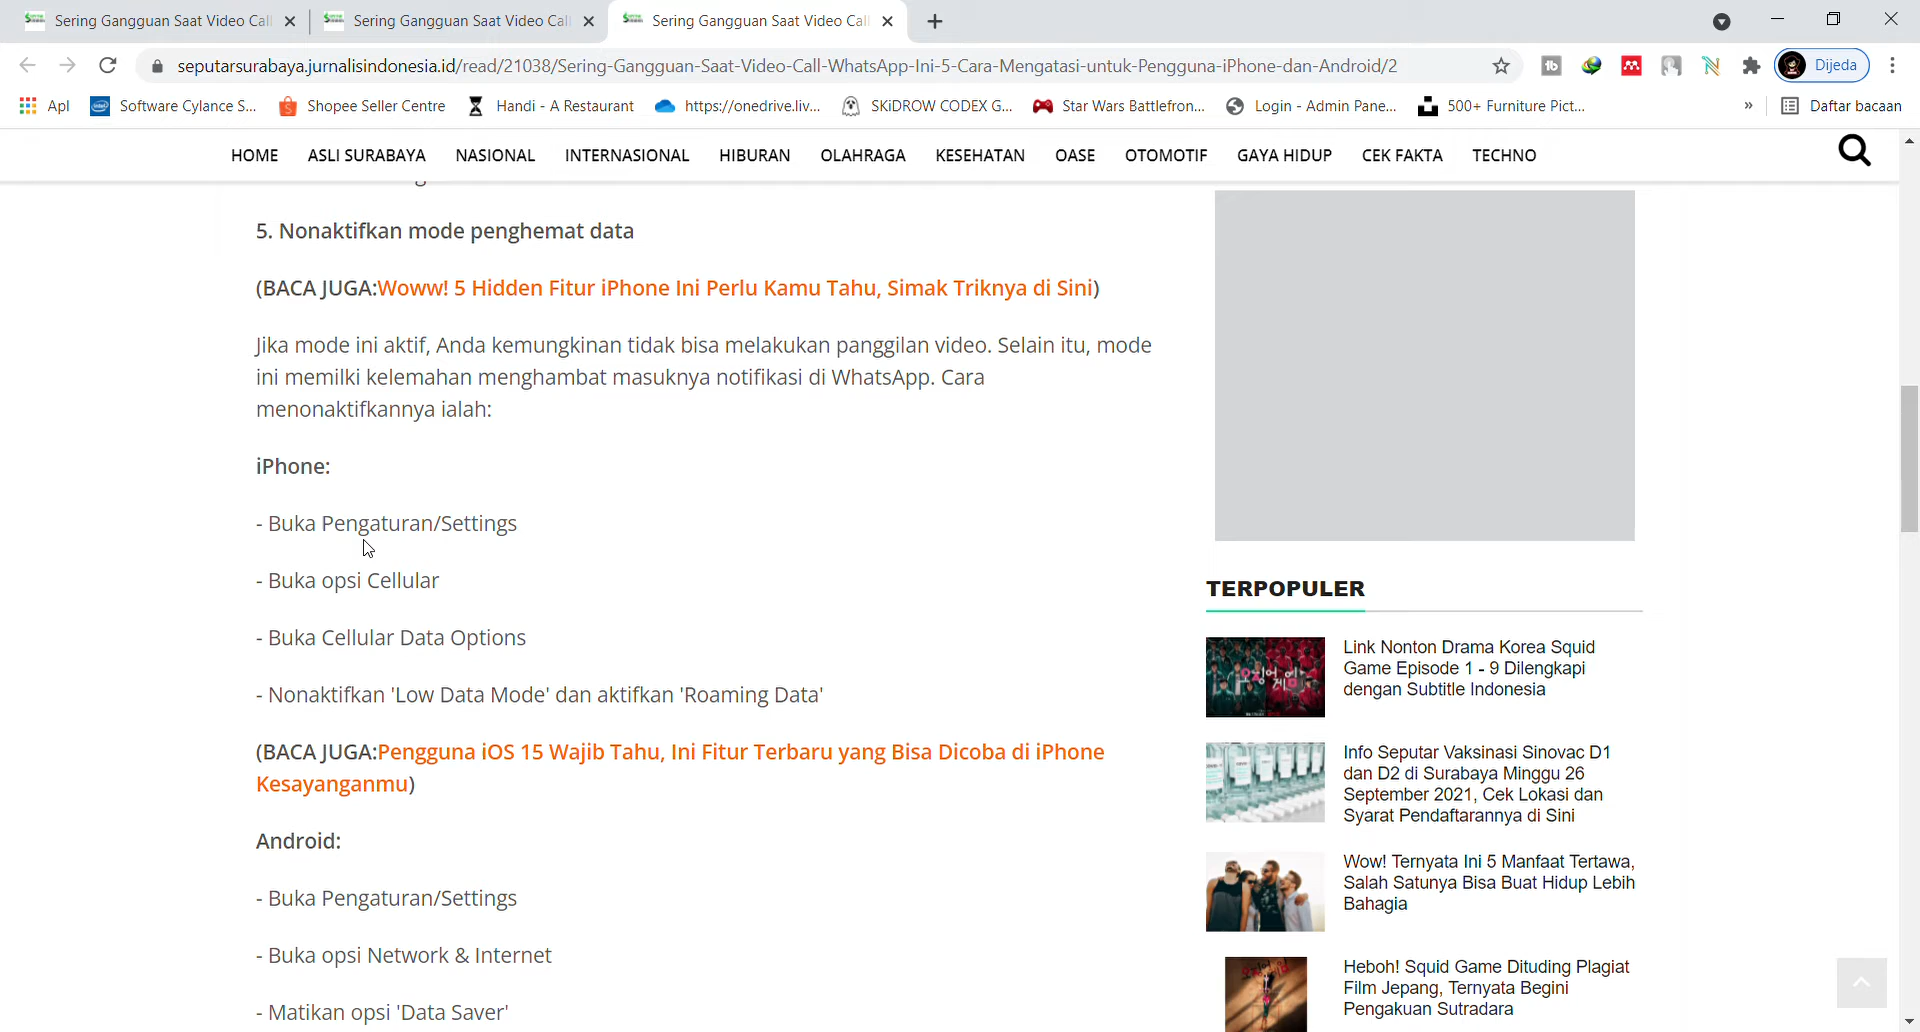 Sering Gangguan Saat Video Cal
Sering Gangguan Saat Video Cal
Sering Gangguan Saat Video Cal
seputarsurabaya.jurnalisindonesia.id/read/21038/Sering-Gangguan-Saat-Video-Call-WhatsApp-Ini-5-Cara-Mengatasi-untuk-Pengguna-iPhone-dan-Android/2
Dijeda
Apl
Software Cylance S...
Shopee Seller Centre
Handi - A Restaurant
https://onedrive.liv...
SKiDROW CODEX G...
Star Wars Battlefron...
Login - Admin Pane...
500+ Furniture Pict...
»
Daftar bacaan
HOME
ASLI SURABAYA
NASIONAL
INTERNASIONAL
HIBURAN
OLAHRAGA
KESEHATAN
OASE
OTOMOTIF
GAYA HIDUP
CEK FAKTA
TECHNO
5. Nonaktifkan mode penghemat data
(BACA JUGA:Woww! 5 Hidden Fitur iPhone Ini Perlu Kamu Tahu, Simak Triknya di Sini)
Jika mode ini aktif, Anda kemungkinan tidak bisa melakukan panggilan video. Selain itu, mode
ini memilki kelemahan menghambat masuknya notifikasi di WhatsApp. Cara
menonaktifkannya ialah:
iPhone:
- Buka Pengaturan/Settings
- Buka opsi Cellular
- Buka Cellular Data Options
- Nonaktifkan 'Low Data Mode' dan aktifkan 'Roaming Data'
(BACA JUGA:Pengguna iOS 15 Wajib Tahu, Ini Fitur Terbaru yang Bisa Dicoba di iPhone
Kesayanganmu)
Android:
- Buka Pengaturan/Settings
- Buka opsi Network & Internet
- Matikan opsi 'Data Saver'
TERPOPULER
Link Nonton Drama Korea Squid
Game Episode 1 - 9 Dilengkapi
dengan Subtitle Indonesia
Info Seputar Vaksinasi Sinovac D1
dan D2 di Surabaya Minggu 26
September 2021, Cek Lokasi dan
Syarat Pendaftarannya di Sini
Wow! Ternyata Ini 5 Manfaat Tertawa,
Salah Satunya Bisa Buat Hidup Lebih
Bahagia
Heboh! Squid Game Dituding Plagiat
Film Jepang, Ternyata Begini
Pengakuan Sutradara